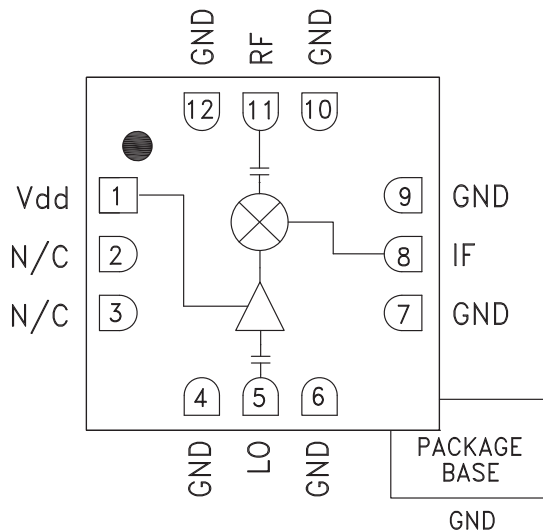 GND
RF
GND
12
11
10
Vdd
1
9
GND
N/C
2
8
IF
N/C
3
7
GND
4
5
6
GND
LO
GND
PACKAGE
BASE
GND